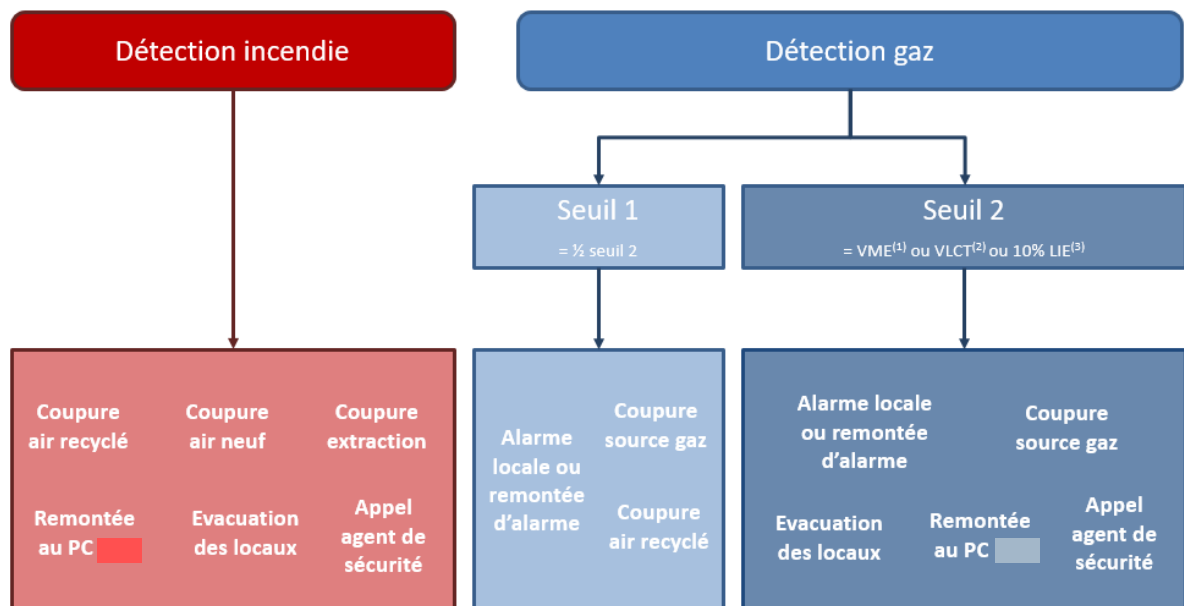 Détection incendie
Détection gaz
Seuil 1
= ½ seuil 2
Seuil 2
= VME⁽¹⁾ ou VLCT⁽²⁾ ou 10% LIE⁽³⁾
Coupure
air recyclé
Coupure
air neuf
Coupure
extraction
Remontée
au PC
Evacuation
des locaux
Appel
agent de
sécurité
Alarme
locale ou
remontée
d’alarme
Coupure
source gaz
Coupure
air recyclé
Alarme locale
ou remontée
d’alarme
Coupure
source gaz
Evacuation
des locaux
Remontée
au PC
Appel
agent de
sécurité